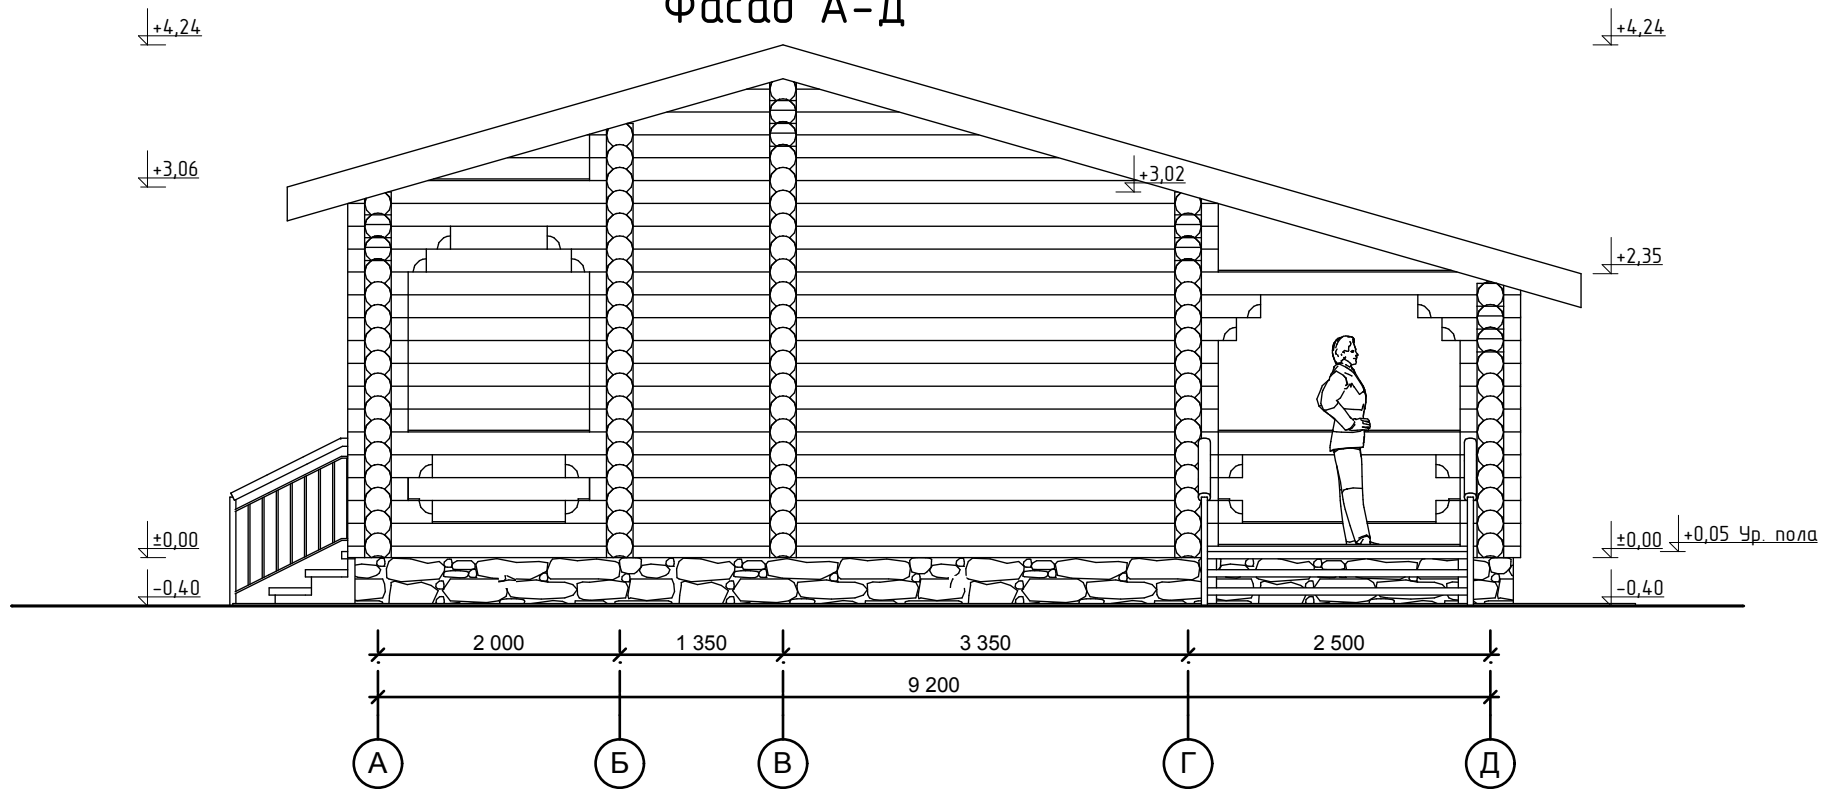 Фасад А-Д
+4,24
+4,24
+3,06
+3,02
+2,35
±0,00
±0,00
+0,05 Ур. пола
-0,40
-0,40
2 000
1 350
3 350
2 500
9 200
А
Б
В
Г
Д